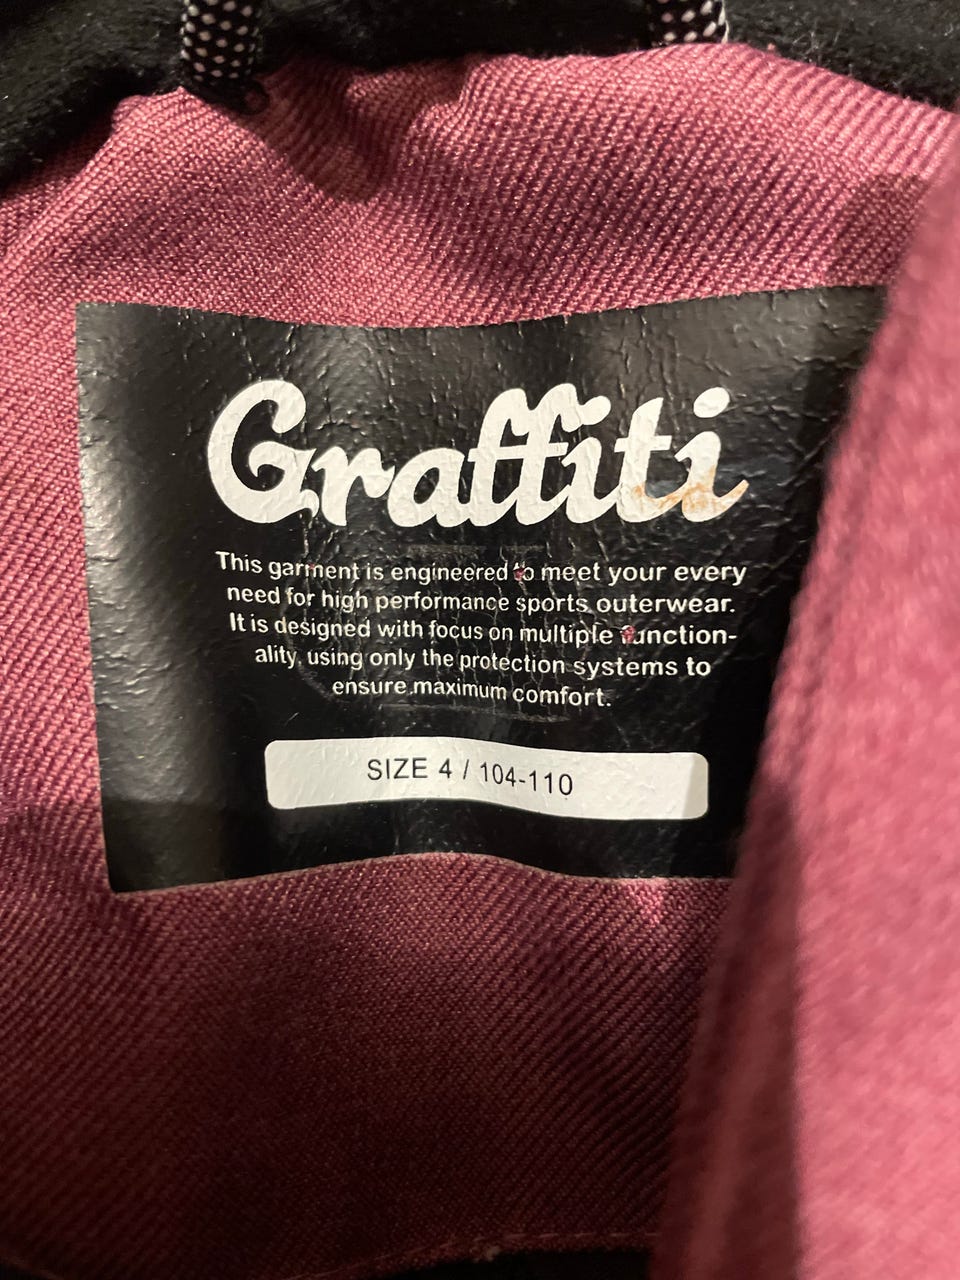 Graffiti
This garment is engineered to meet your every
need for high performance sports outerwear.
It is designed with focus on multiple function-
ality, using only the protection systems to
ensure maximum comfort.
SIZE 4 / 104-110